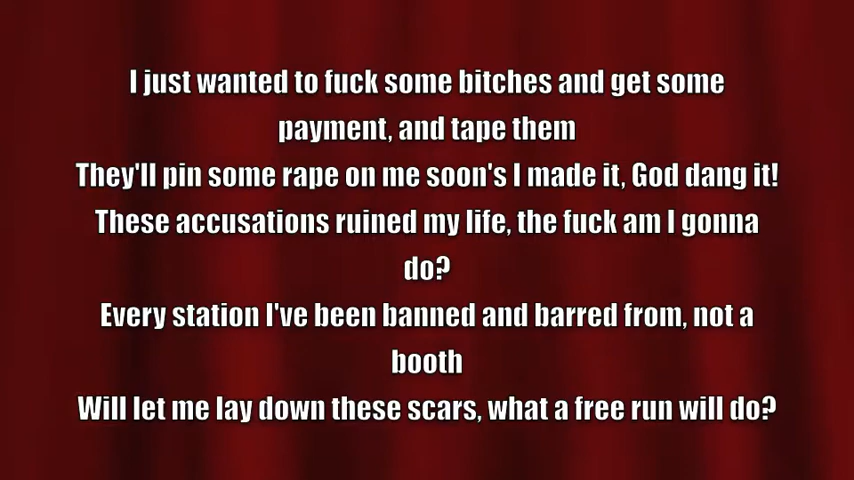 I just wanted to fuck some bitches and get some
payment, and tape them
They'll pin some rape on me soon's I made it, God dang it!
These accusations ruined my life, the fuck am I gonna
do?
Every station I've been banned and barred from, not a
booth
Will let me lay down these scars, what a free run will do?